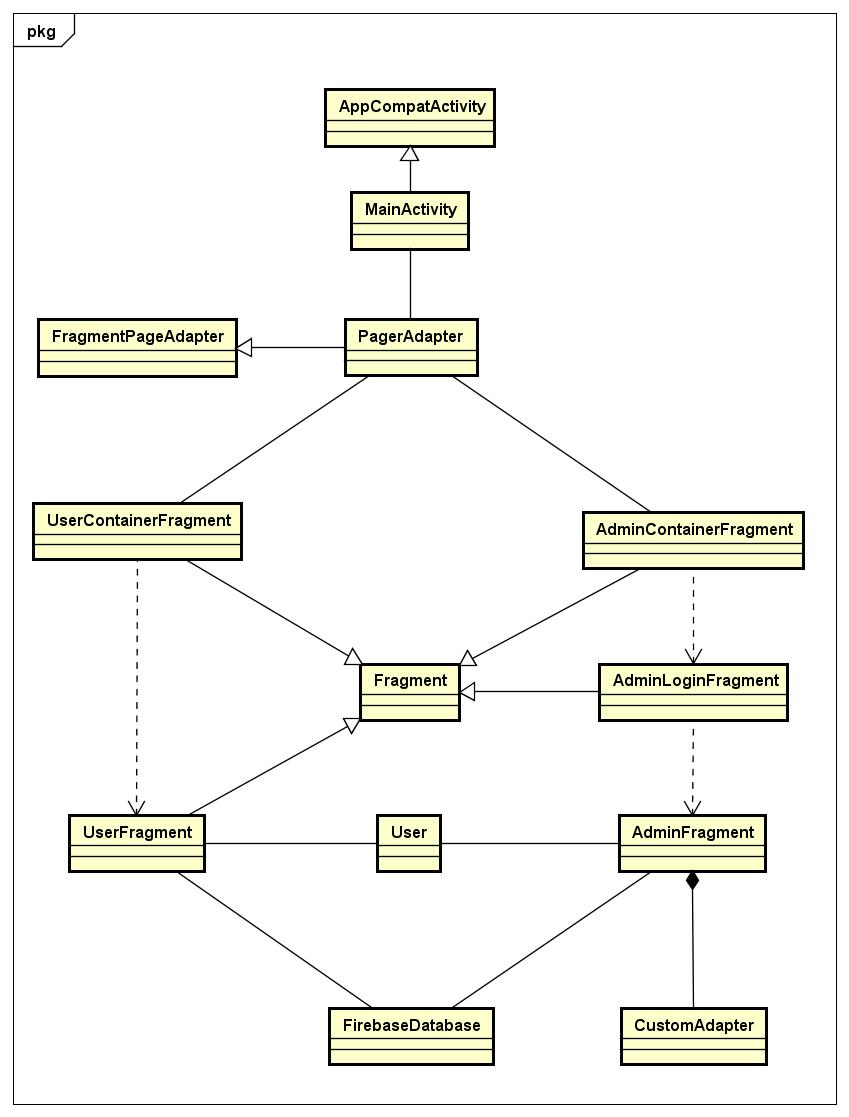 pkg
AppCompatActivity
MainActivity
FragmentPageAdapter
PagerAdapter
UserContainerFragment
AdminContainerFragment
Fragment
AdminLoginFragment
UserFragment
User
AdminFragment
FirebaseDatabase
CustomAdapter